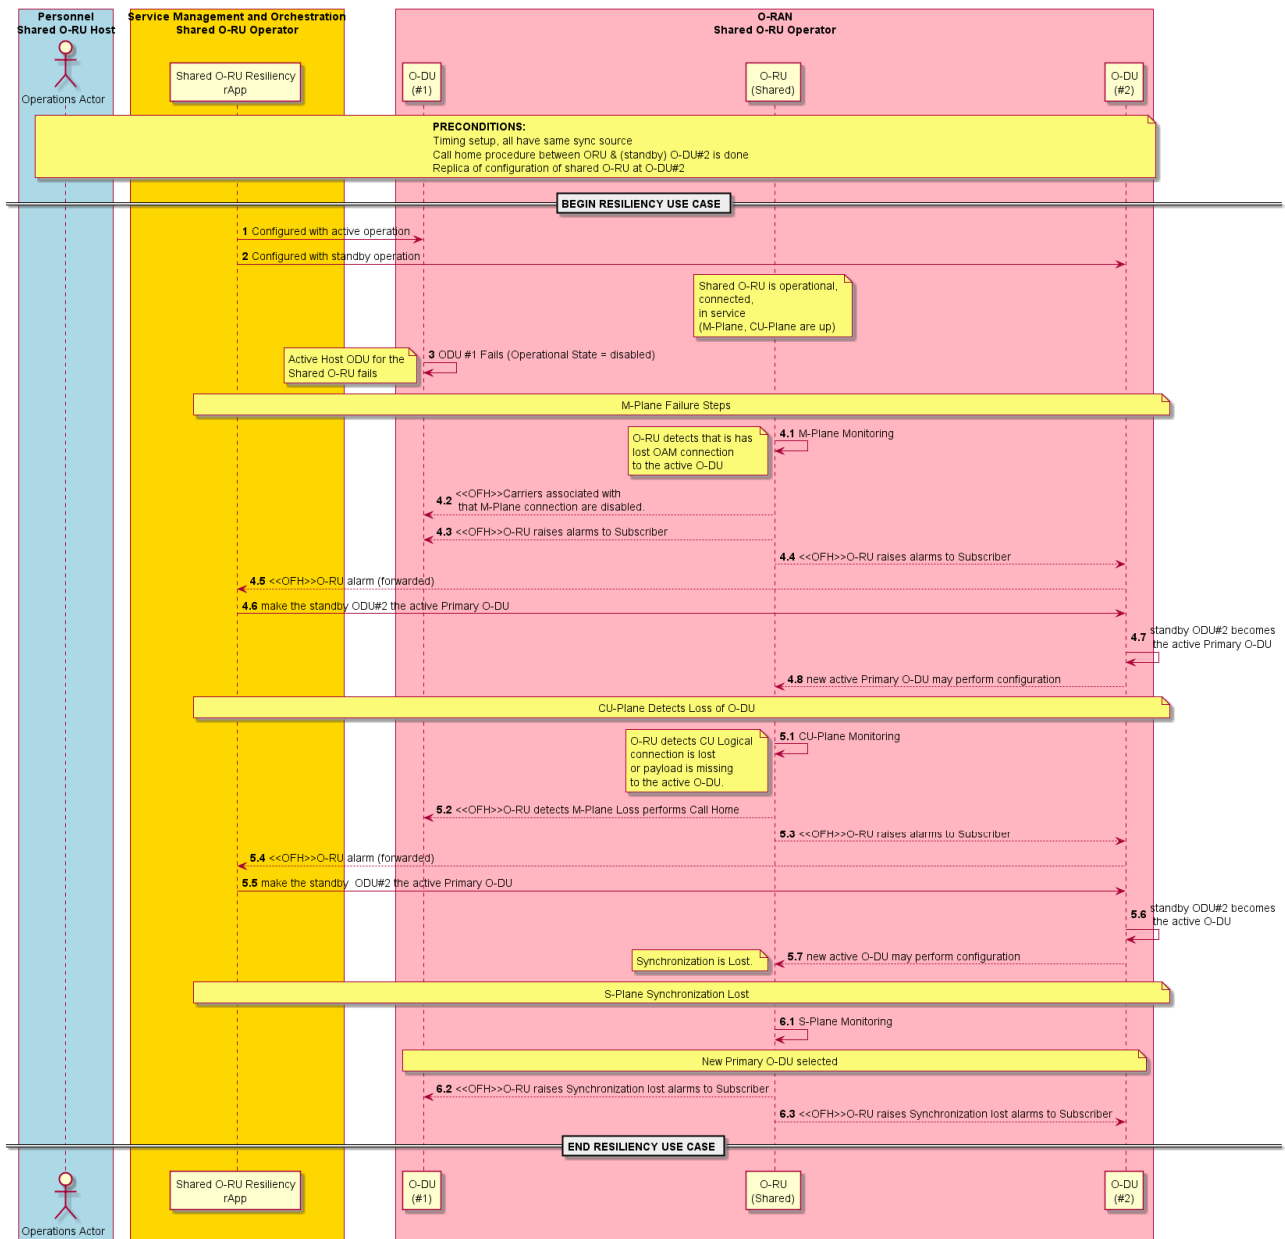 Personnel
Shared O-RU Host
Service Management and Orchestration
Shared O-RU Operator
O-RAN
Shared O-RU Operator
Operations Actor
Shared O-RU Resiliency
rApp
O-DU
(#1)
O-RU
(Shared)
O-DU
(#2)
PRECONDITIONS:
Timing setup, all have same sync source
Call home procedure between ORU & (standby) O-DU#2 is done
Replica of configuration of shared O-RU at O-DU#2
BEGIN RESILIENCY USE CASE
1 Configured with active operation
2 Configured with standby operation
Shared O-RU is operational,
connected,
in service
(M-Plane, CU-Plane are up)
Active Host ODU for the
Shared O-RU fails
3 ODU #1 Fails (Operational State = disabled)
M-Plane Failure Steps
O-RU detects that is has
lost OAM connection
to the active O-DU
4.1 M-Plane Monitoring
4.2 <<OFH>>Carriers associated with
that M-Plane connection are disabled.
4.3 <<OFH>>O-RU raises alarms to Subscriber
4.4 <<OFH>>O-RU raises alarms to Subscriber
4.5 <<OFH>>O-RU alarm (forwarded)
4.6 make the standby ODU#2 the active Primary O-DU
4.7 standby ODU#2 becomes
the active Primary O-DU
4.8 new active Primary O-DU may perform configuration
CU-Plane Detects Loss of O-DU
O-RU detects CU Logical
connection is lost
or payload is missing
to the active O-DU.
5.1 CU-Plane Monitoring
5.2 <<OFH>>O-RU detects M-Plane Loss performs Call Home
5.3 <<OFH>>O-RU raises alarms to Subscriber
5.4 <<OFH>>O-RU alarm (forwarded)
5.5 make the standby ODU#2 the active Primary O-DU
5.6 standby ODU#2 becomes
the active O-DU
Synchronization is Lost.
5.7 new active O-DU may perform configuration
S-Plane Synchronization Lost
6.1 S-Plane Monitoring
New Primary O-DU selected
6.2 <<OFH>>O-RU raises Synchronization lost alarms to Subscriber
6.3 <<OFH>>O-RU raises Synchronization lost alarms to Subscriber
END RESILIENCY USE CASE
Operations Actor
Shared O-RU Resiliency
rApp
O-DU
(#1)
O-RU
(Shared)
O-DU
(#2)